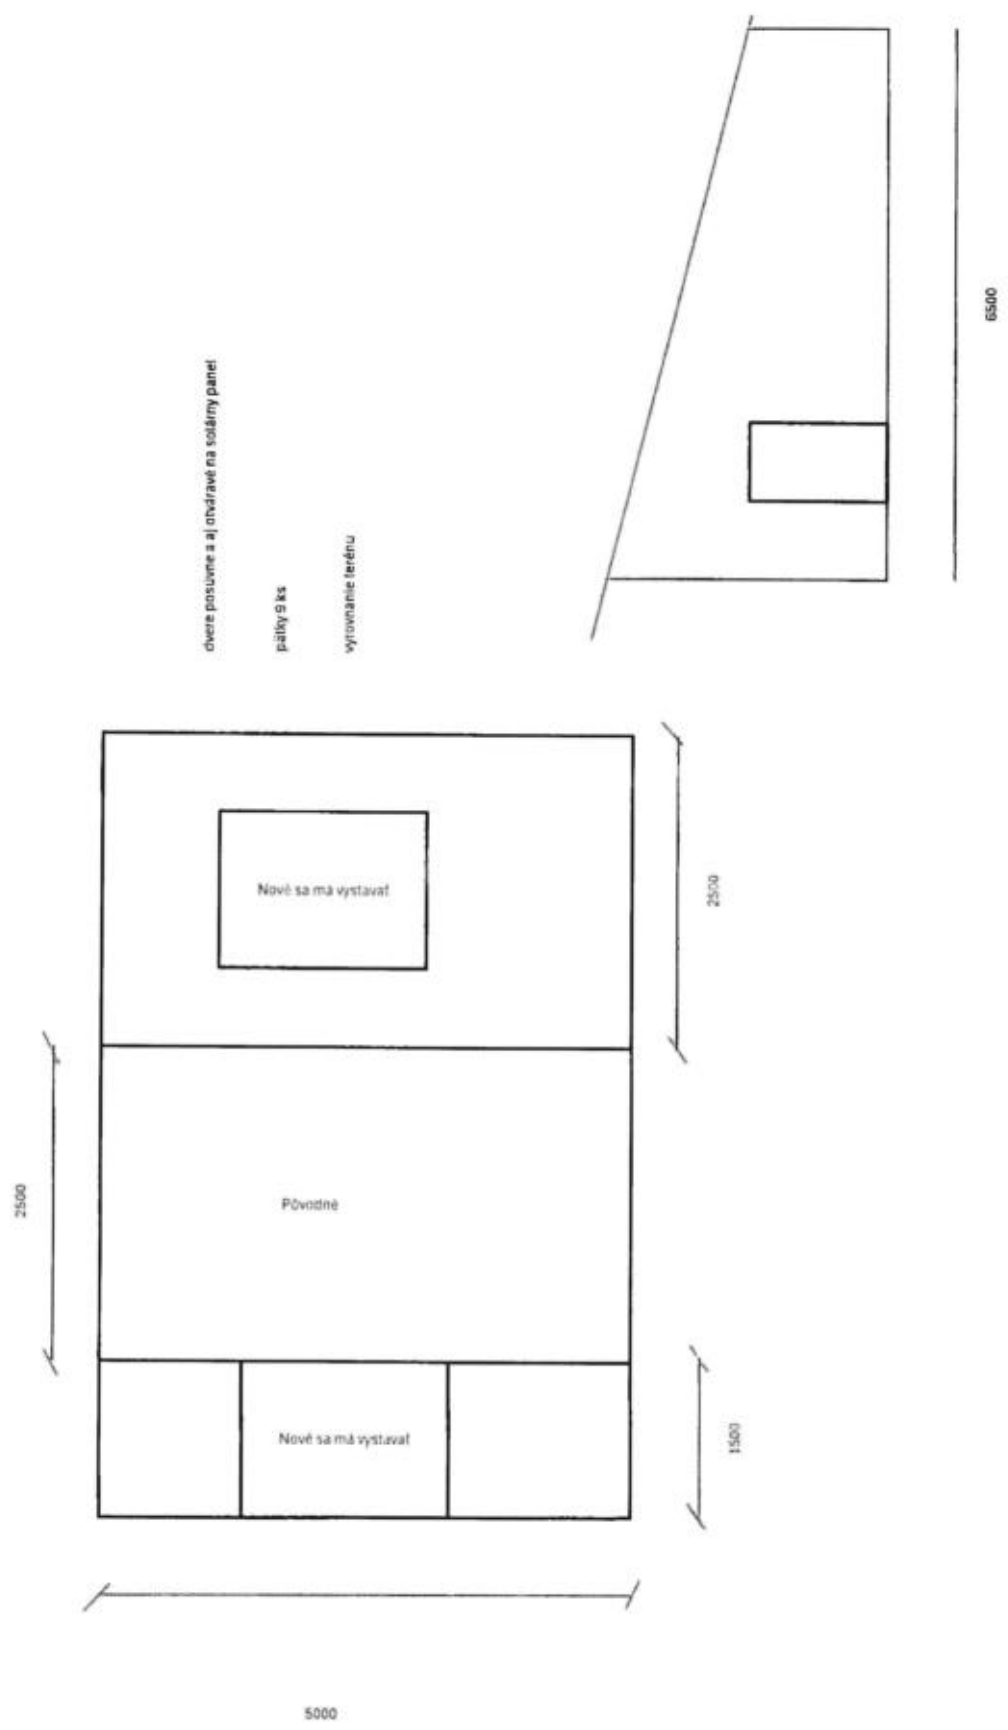 6500
dvere posuvne a aj otváravé na solárny panel
pätky 9 ks
vyrovnanie terénu
Nové sa má vystavať
2500
2500
Pôvodné
Nové sa má vystavať
1500
5000